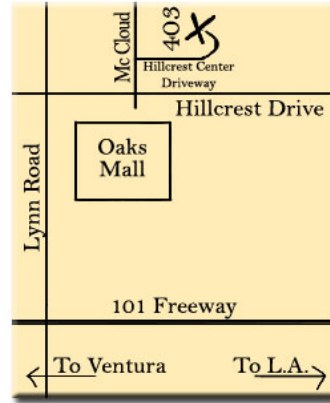 Mc Cloud
403
Hillcrest Center
Driveway
Hillcrest Drive
Oaks
Mall
Lynn Road
101 Freeway
To Ventura
To L.A.